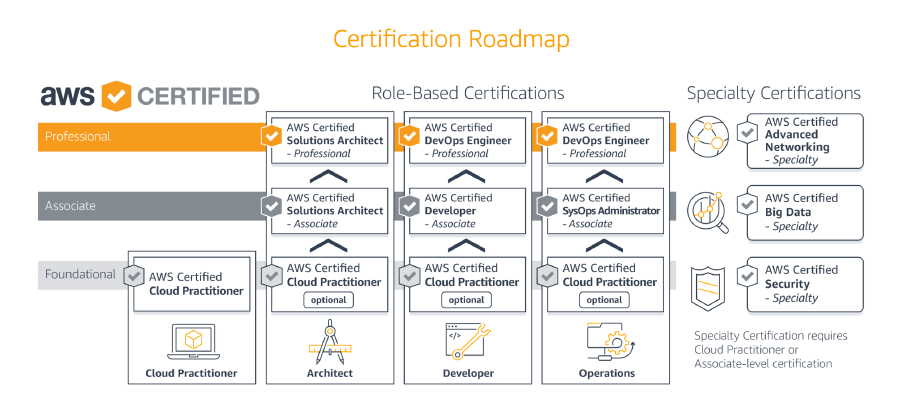 Certification Roadmap
aws CERTIFIED
Role-Based Certifications
Specialty Certifications
Professional
AWS Certified
Solutions Architect
- Professional
AWS Certified
DevOps Engineer
- Professional
AWS Certified
DevOps Engineer
- Professional
AWS Certified
Advanced
Networking
- Specialty
Associate
AWS Certified
Solutions Architect
- Associate
AWS Certified
Developer
- Associate
AWS Certified
SysOps Administrator
- Associate
AWS Certified
Big Data
- Specialty
Foundational
AWS Certified
Cloud Practitioner
AWS Certified
Cloud Practitioner
optional
AWS Certified
Cloud Practitioner
optional
AWS Certified
Cloud Practitioner
optional
AWS Certified
Security
- Specialty
</>
Cloud Practitioner
Architect
Developer
Operations
Specialty Certification requires
Cloud Practitioner or
Associate-level certification